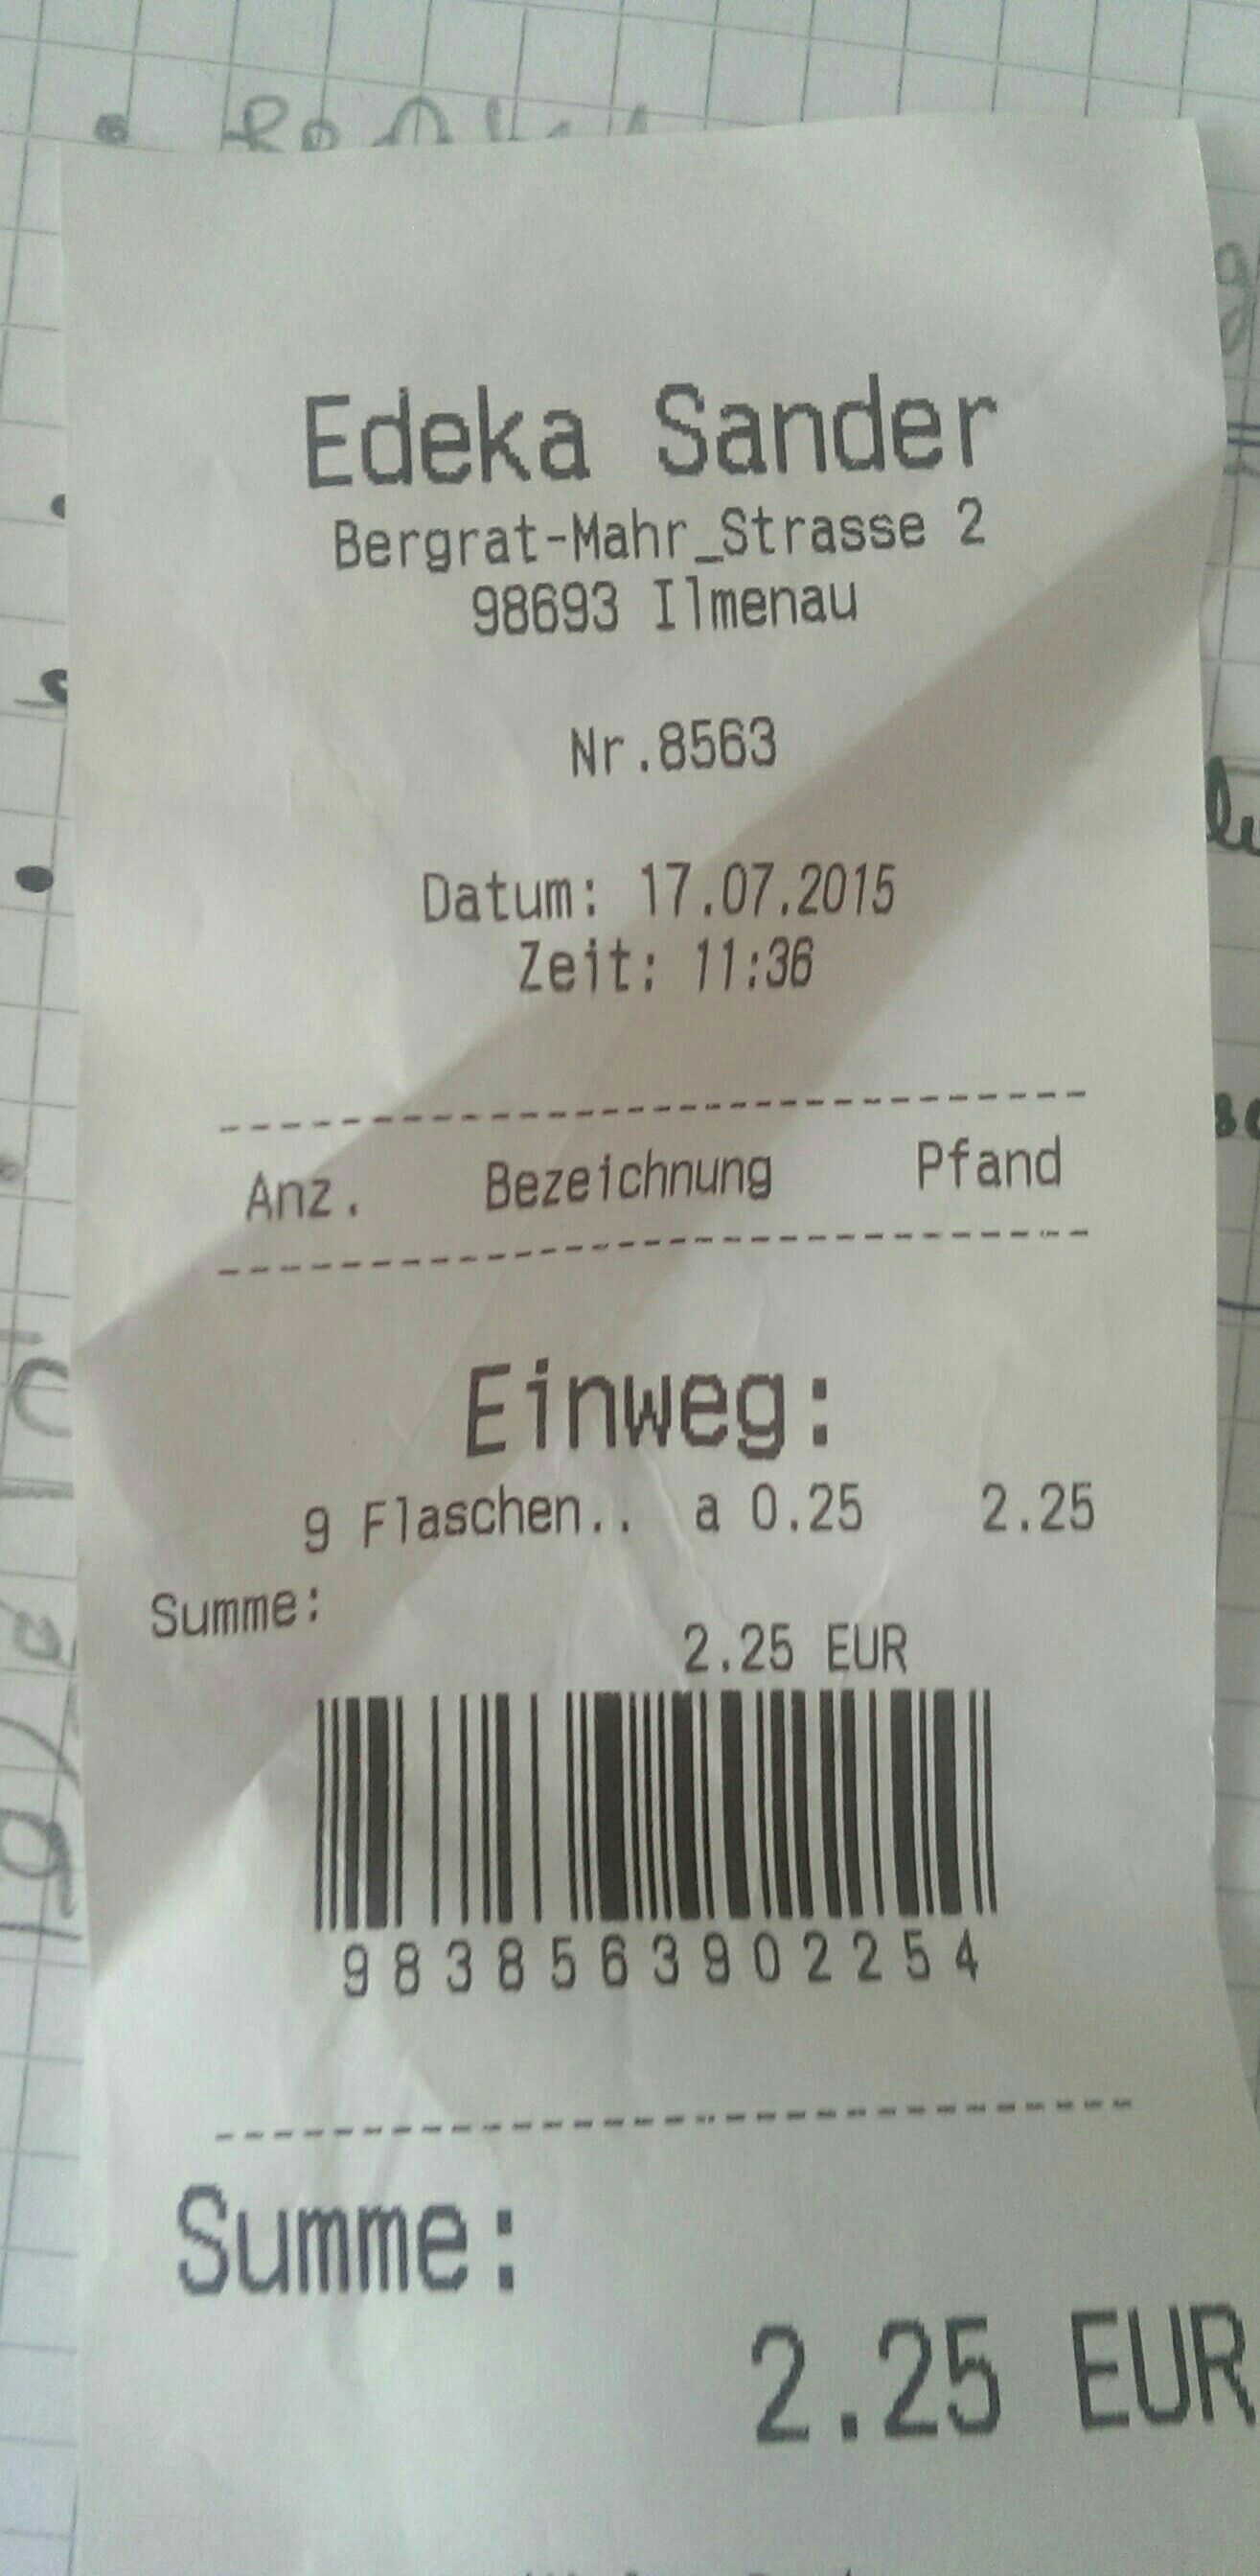 Edeka Sander
Bergrat-Mahr_Strasse 2
98693 Ilmenau
Nr.8563
Datum: 17.07.2015
Zeit: 11:36
Anz. Bezeichnung Pfand
Einweg:
9 Flaschen.. a 0.25 2.25
Summe:
2.25 EUR
9838563902254
Summe:
2.25 EUR